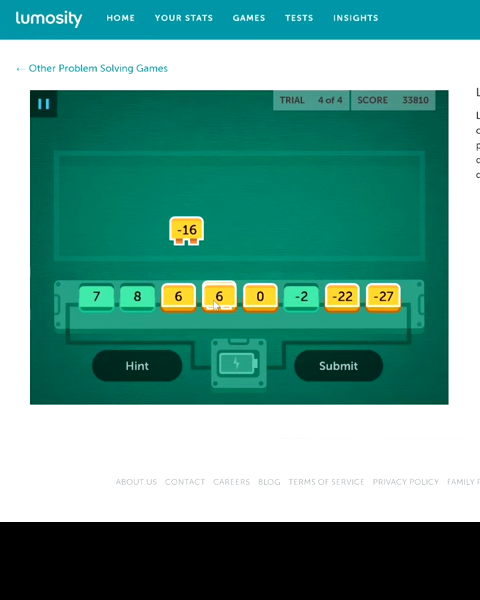 lumosity
HOME YOUR STATS GAMES TESTS INSIGHTS
← Other Problem Solving Games
TRIAL 4 of 4 SCORE 33810
-16
7 8 6 6 0 -2 -22 -27
Hint Submit
ABOUT US CONTACT CAREERS BLOG TERMS OF SERVICE PRIVACY POLICY FAMILY